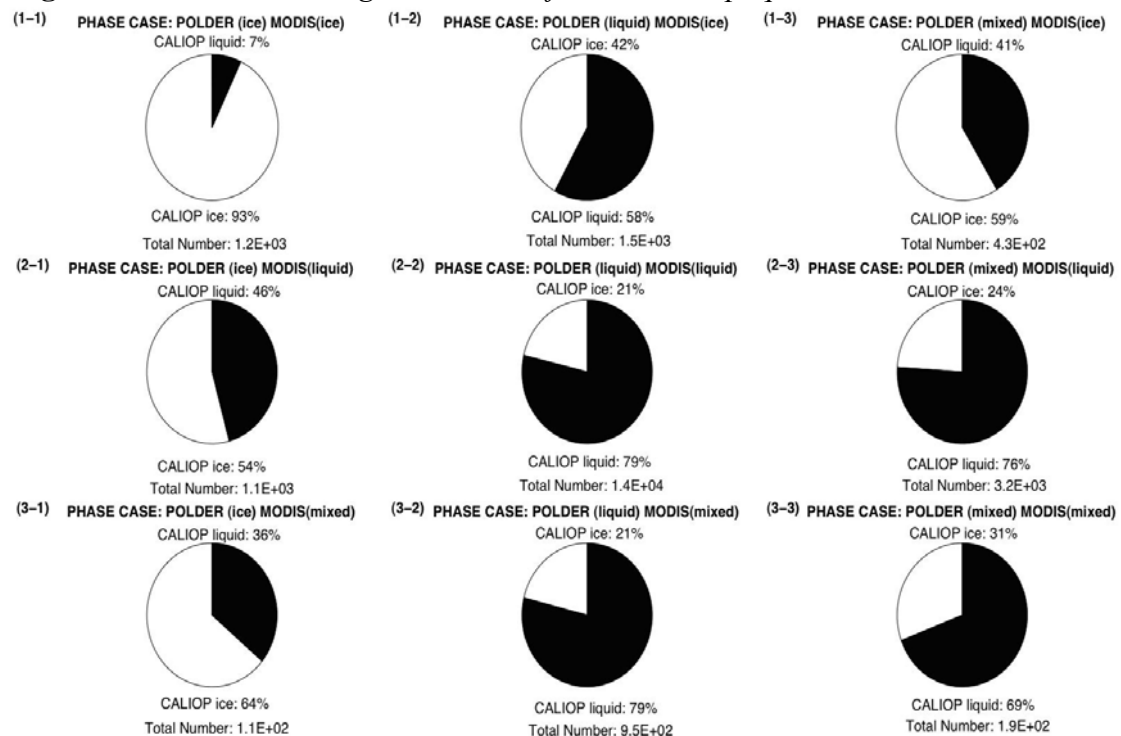 (1–1) PHASE CASE: POLDER (ice) MODIS(ice)
CALIOP liquid: 7%
CALIOP ice: 93%
Total Number: 1.2E+03
(1–2) PHASE CASE: POLDER (liquid) MODIS(ice)
CALIOP ice: 42%
CALIOP liquid: 58%
Total Number: 1.5E+03
(1–3) PHASE CASE: POLDER (mixed) MODIS(ice)
CALIOP liquid: 41%
CALIOP ice: 59%
Total Number: 4.3E+02
(2–1) PHASE CASE: POLDER (ice) MODIS(liquid)
CALIOP liquid: 46%
CALIOP ice: 54%
Total Number: 1.1E+03
(2–2) PHASE CASE: POLDER (liquid) MODIS(liquid)
CALIOP ice: 21%
CALIOP liquid: 79%
Total Number: 1.4E+04
(2–3) PHASE CASE: POLDER (mixed) MODIS(liquid)
CALIOP ice: 24%
CALIOP liquid: 76%
Total Number: 3.2E+03
(3–1) PHASE CASE: POLDER (ice) MODIS(mixed)
CALIOP liquid: 36%
CALIOP ice: 64%
Total Number: 1.1E+02
(3–2) PHASE CASE: POLDER (liquid) MODIS(mixed)
CALIOP ice: 21%
CALIOP liquid: 79%
Total Number: 9.5E+02
(3–3) PHASE CASE: POLDER (mixed) MODIS(mixed)
CALIOP ice: 31%
CALIOP liquid: 69%
Total Number: 1.9E+02